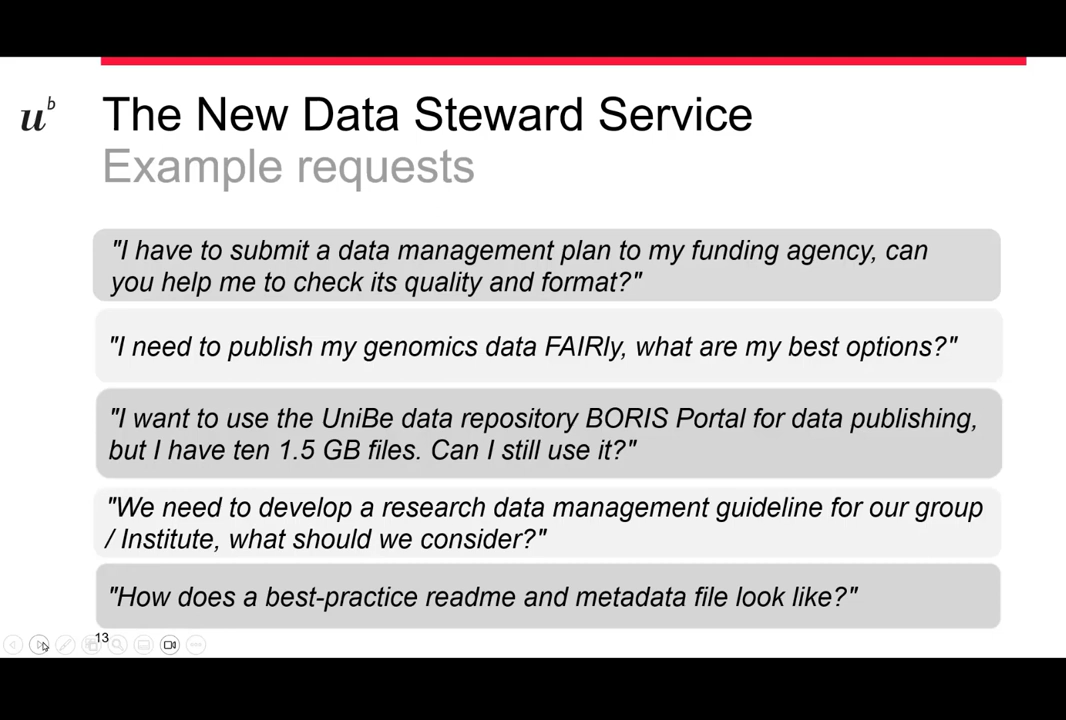 u b
The New Data Steward Service
Example requests
"I have to submit a data management plan to my funding agency, can
you help me to check its quality and format?"
"I need to publish my genomics data FAIRly, what are my best options?"
"I want to use the UniBe data repository BORIS Portal for data publishing,
but I have ten 1.5 GB files. Can I still use it?"
"We need to develop a research data management guideline for our group
/ Institute, what should we consider?"
"How does a best-practice readme and metadata file look like?"
13